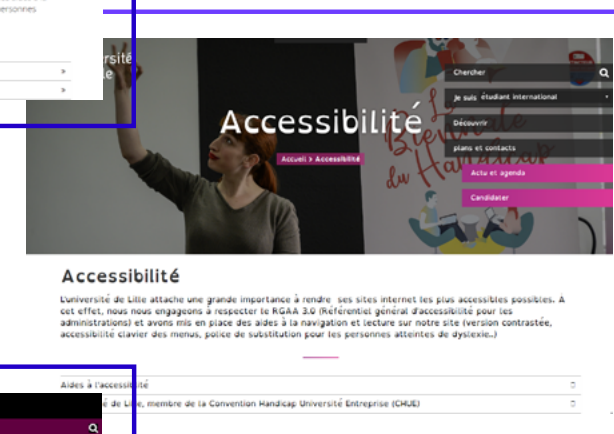 personnes
Université
Chercher
je suis étudiant international
Accessibilité
La
Biennale
du Handicap
Découvrir
plans et contacts
Accueil > Accessibilité
Actu et agenda
Candidater
Accessibilité
L'université de Lille attache une grande importance à rendre ses sites internet les plus accessibles possibles. A
cet effet, nous nous engageons à respecter le RGAA 3.0 (Référentiel général d'accessibilité pour les
administrations) et avons mis en place des aides à la navigation et lecture sur notre site (version contrastée,
accessibilité clavier des menus, police de substitution pour les personnes atteintes de dyslexie..)
Aides à l'accessibilité
é de Lille, membre de la Convention Handicap Université Entreprise (CHUE)